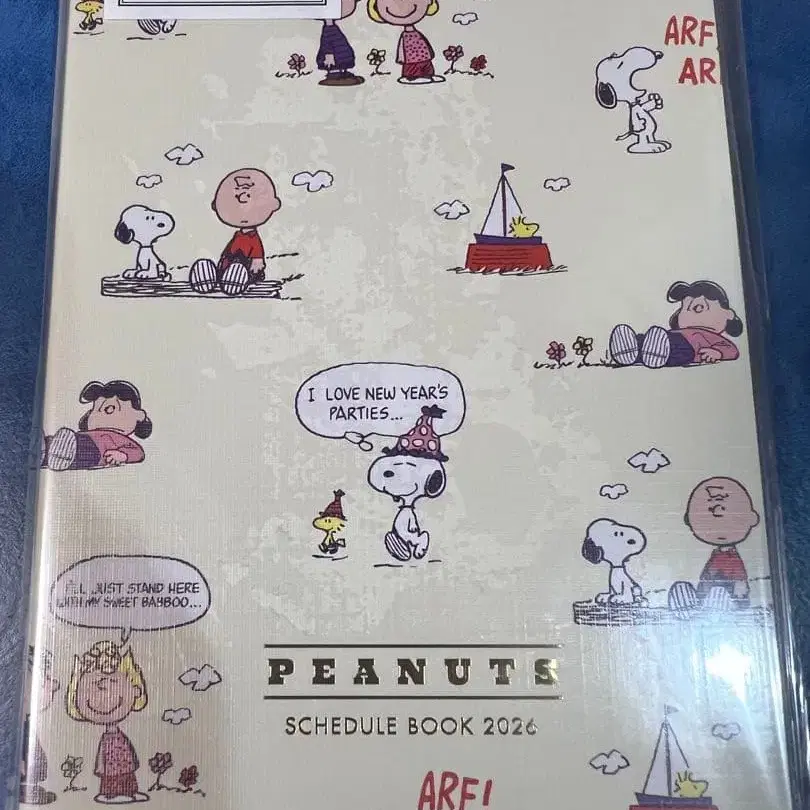 ARF
AR
I LOVE NEW YEAR'S
PARTIES...
I'LL JUST STAND HERE
WITH MY SWEET BABBOO...
PEANUTS
SCHEDULE BOOK 2026
ARF!